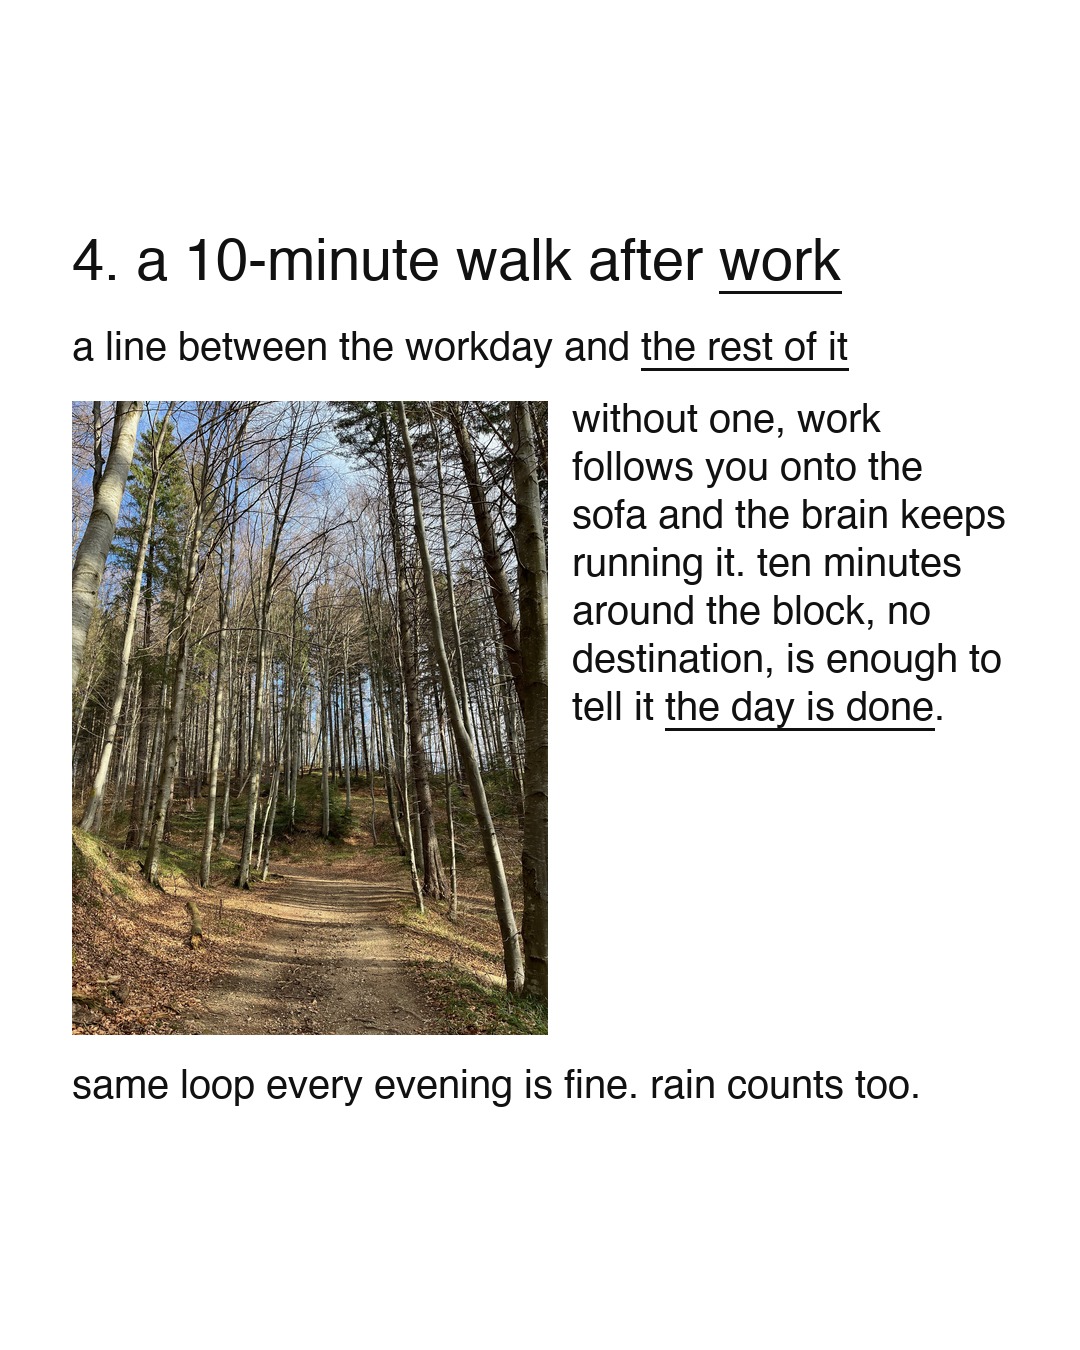 4. a 10-minute walk after work
a line between the workday and the rest of it
without one, work
follows you onto the
sofa and the brain keeps
running it. ten minutes
around the block, no
destination, is enough to
tell it the day is done.
same loop every evening is fine. rain counts too.